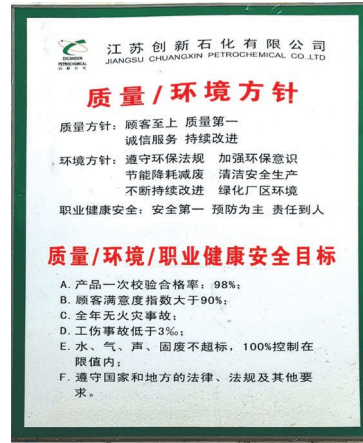 江苏创新石化有限公司
JIANGSU CHUANGXIN PETROCHEMICAL CO.,LTD
CHUANGXIN
PETROCHEMICAL
创新石化
质量/环境方针
质量方针：顾客至上 质量第一
诚信服务 持续改进
环境方针：遵守环保法规 加强环保意识
节能降耗减废 清洁安全生产
不断持续改进 绿化厂区环境
职业健康安全：安全第一 预防为主 责任到人
质量/环境/职业健康安全目标
A. 产品一次校验合格率：98%；
B. 顾客满意度指数大于90%；
C. 全年无火灾事故；
D. 工伤事故低于3‰；
E. 水、气、声、固废不超标，100%控制在
限值内；
F. 遵守国家和地方的法律、法规及其他要
求。